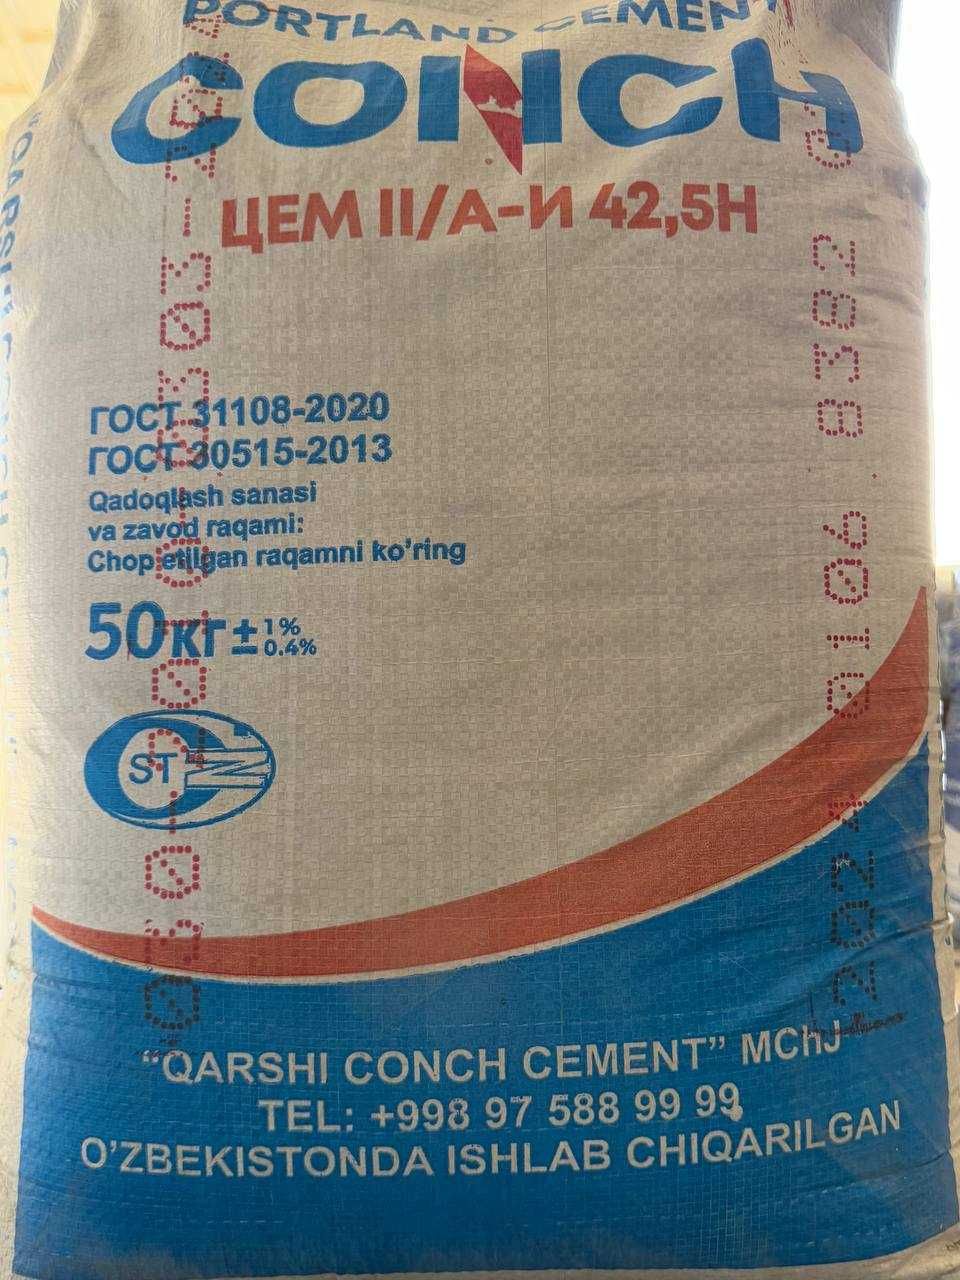 PORTLAND CEMENT
CONCH
ЦЕМ II/А-И 42,5Н
ГОСТ 31108-2020
ГОСТ 30515-2013
Qadoqlash sanasi
va zavod raqami:
Chop etilgan raqamni ko'ring
50кг ± 1%
0.4%
ST
"QARSHI CONCH CEMENT" MChJ
TEL: +998 97 588 99 99
O'ZBEKISTONDA ISHLAB CHIQARILGAN